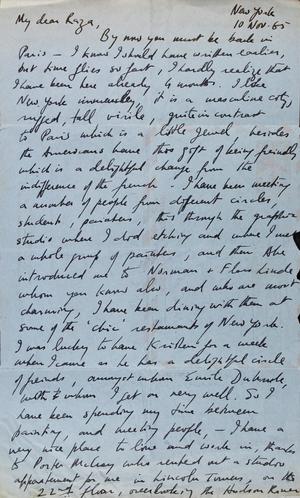 New York
My dear Raza, 10 Nov. 65
By now you must be back in
Paris – I know I should have written earlier,
but time flies so fast, I hardly realize that
I have been here already 4 months. I like
New York immensely, it is a masculine city,
rugged, tall virile, quite in contrast
to Paris which is a little jewel besides
the Americans have this gift of being friendly
which is a delightful change from the
indifference of the french. I have been meeting
a number of people from different circles,
students, painters, this through the graphic
studio where I did etching and where I met
a whole group of painters, and then Abe
introduced me to Norman & Flora
whom you know also and who are most
charming, I have been dining with them at
some of the 'chic' restaurants of New York.
I was lucky to have Krishen for a week
when I came as he has a delightful circle
of friends, amongst whom Emile
with whom I get on very well. So I
have been spending my time between
painting, and meeting people, – I have a
very nice place to live and work in, thanks
to Porter McCray who rented out a studio
appartement for me in Lincoln Towers, on the
22nd floor, overlooking the Hudson River